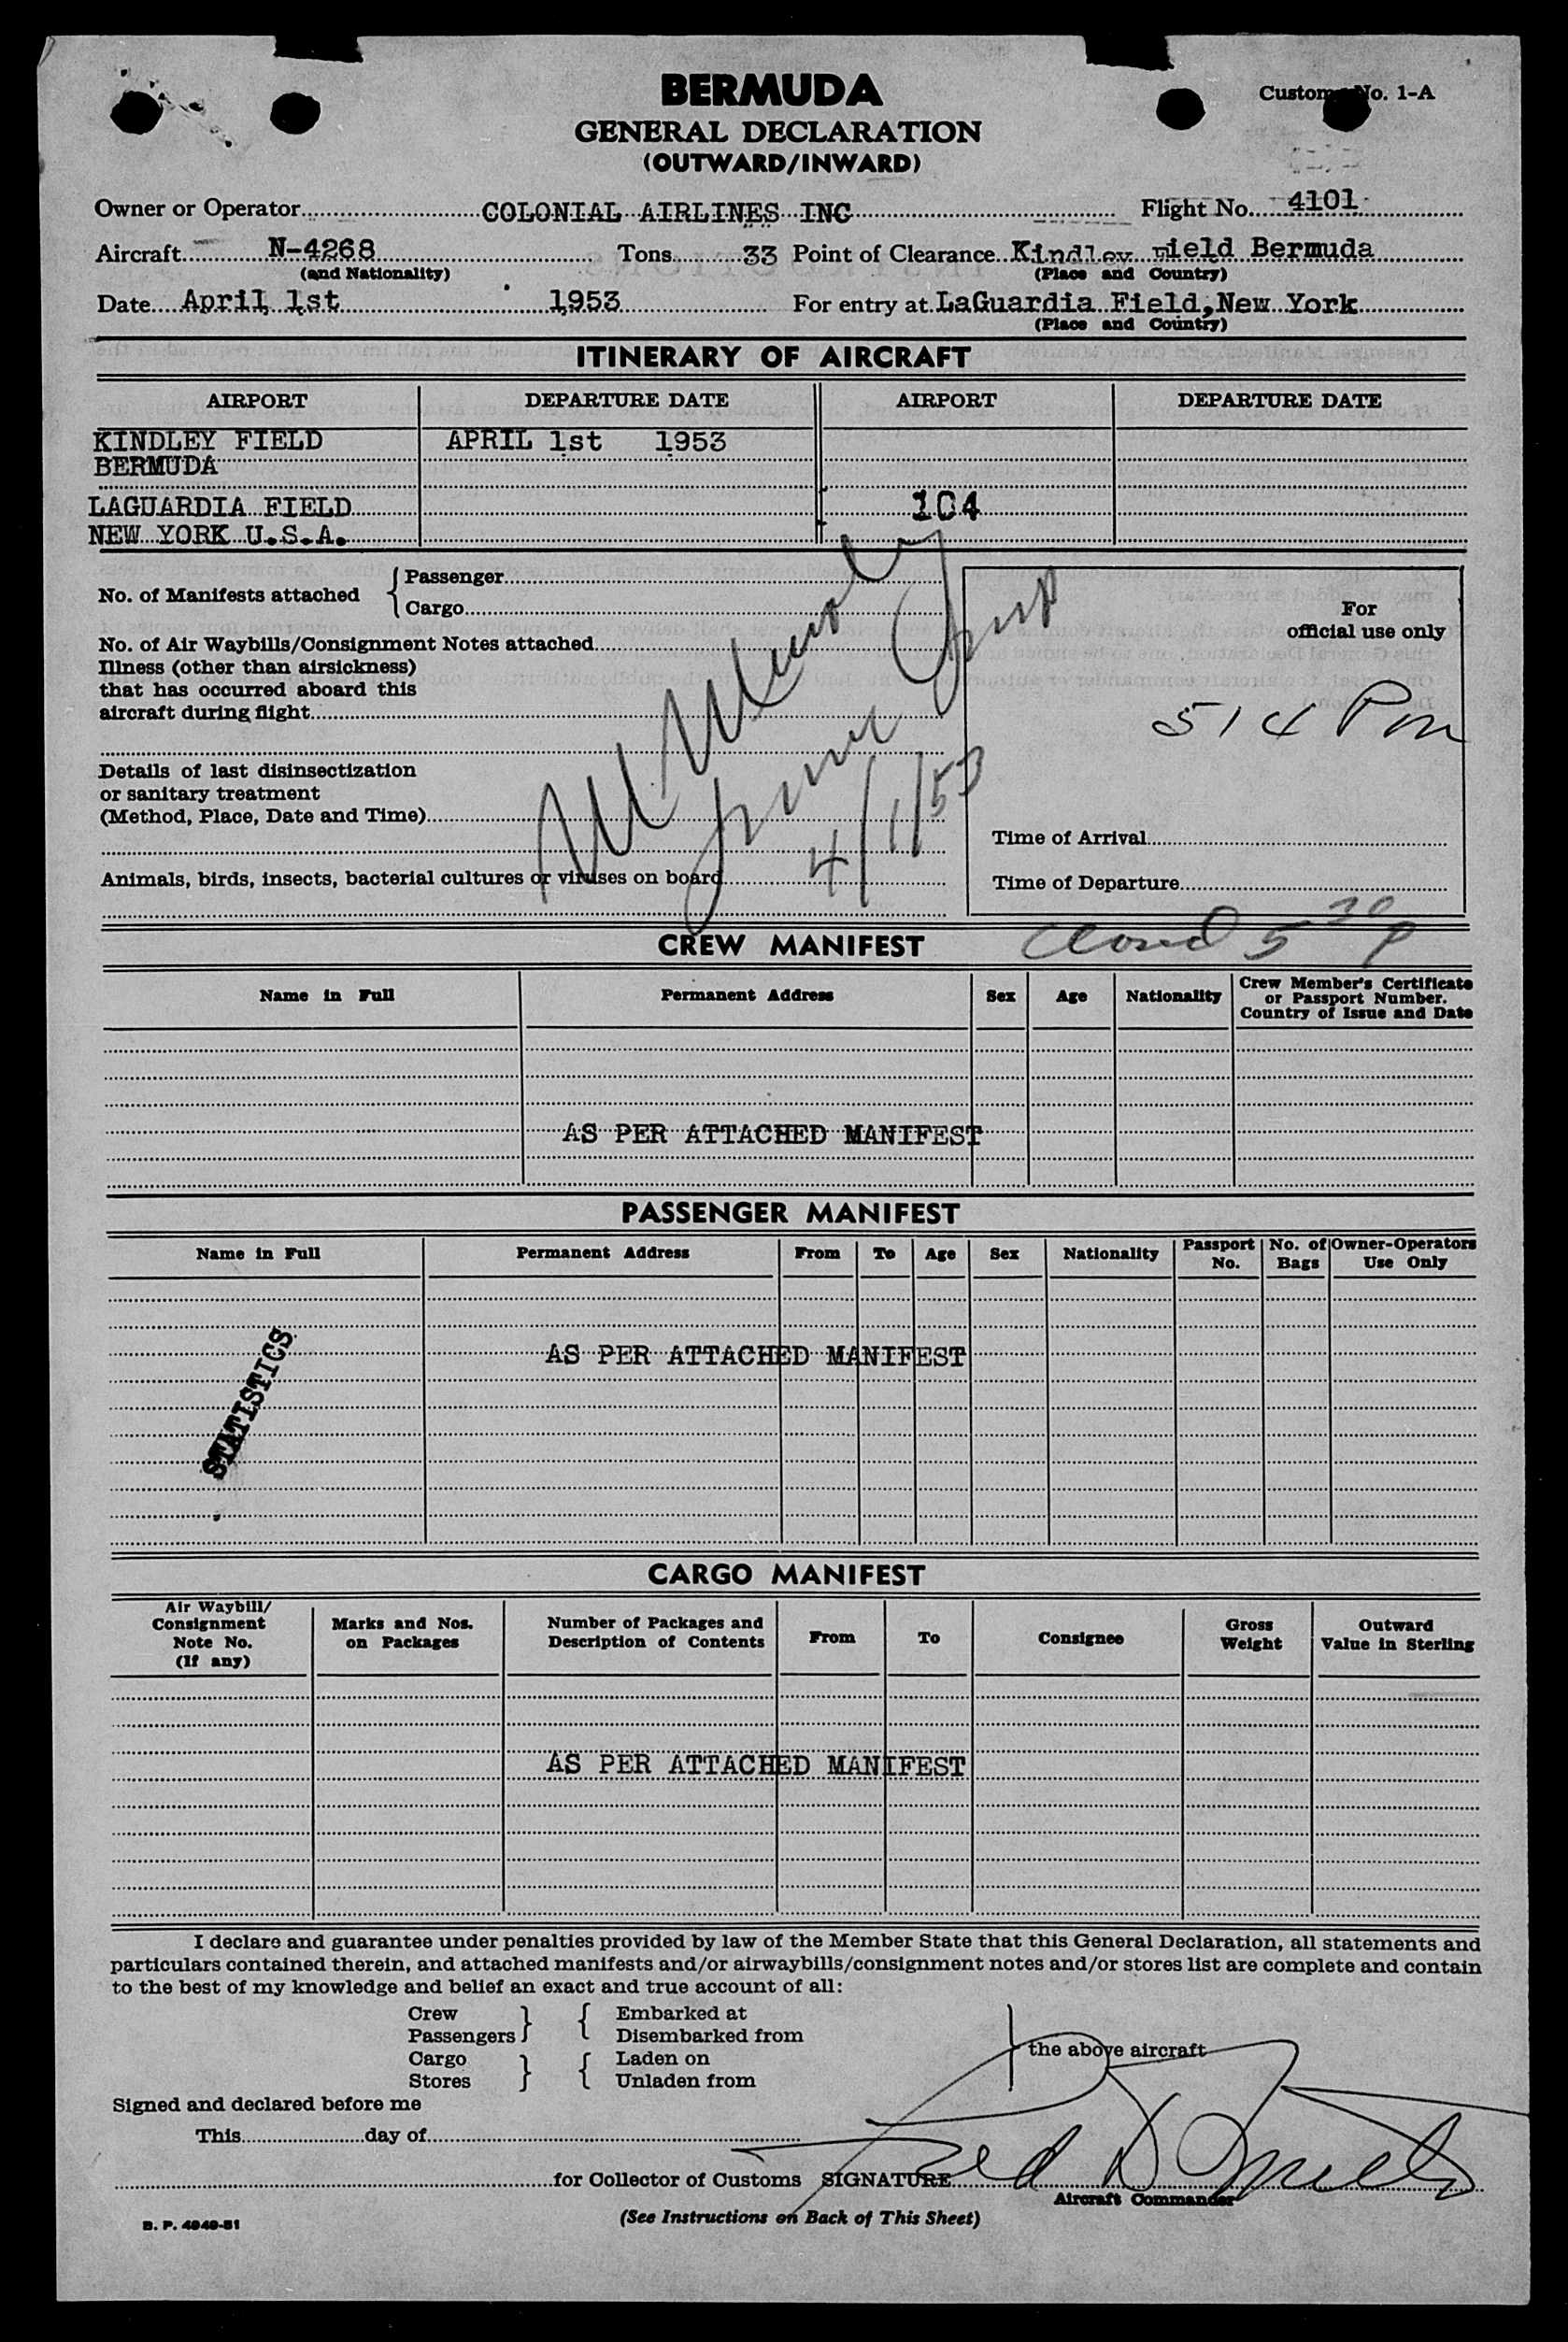 BERMUDA
Customs No. 1-A
GENERAL DECLARATION
(OUTWARD/INWARD)
Owner or Operator COLONIAL AIRLINES INC Flight No. 4101
Aircraft N-4268 Tons 33 Point of Clearance Kindley Field Bermuda
(and Nationality) (Place and Country)
Date April 1st 1953 For entry at LaGuardia Field, New York
(Place and Country)
ITINERARY OF AIRCRAFT
AIRPORT DEPARTURE DATE AIRPORT DEPARTURE DATE
KINDLEY FIELD APRIL 1st 1953
BERMUDA
LAGUARDIA FIELD 104
NEW YORK U.S.A.
No. of Manifests attached { Passenger
Cargo
For
official use only
No. of Air Waybills/Consignment Notes attached
Illness (other than airsickness)
that has occurred aboard this
aircraft during flight
514 Pm
Details of last disinsectization
or sanitary treatment
(Method, Place, Date and Time)
4/1/53
Time of Arrival
Animals, birds, insects, bacterial cultures or viruses on board
Time of Departure
Closed 5 30 P
CREW MANIFEST
Name in Full Permanent Address Sex Age Nationality Crew Member's Certificate
or Passport Number.
Country of Issue and Date
AS PER ATTACHED MANIFEST
PASSENGER MANIFEST
Name in Full Permanent Address From To Age Sex Nationality Passport No. No. of Bags Owner-Operators Use Only
AS PER ATTACHED MANIFEST
STATISTICS
CARGO MANIFEST
Air Waybill/
Consignment
Note No.
(If any)
Marks and Nos.
on Packages
Number of Packages and
Description of Contents
From To Consignee
Gross
Weight
Outward
Value in Sterling
AS PER ATTACHED MANIFEST
I declare and guarantee under penalties provided by law of the Member State that this General Declaration, all statements and
particulars contained therein, and attached manifests and/or airwaybills/consignment notes and/or stores list are complete and contain
to the best of my knowledge and belief an exact and true account of all:
Crew } { Embarked at
Passengers Disembarked from
the above aircraft
Cargo } { Laden on
Stores Unladen from
Signed and declared before me
This day of
for Collector of Customs SIGNATURE
Aircraft Commander
(See Instructions on Back of This Sheet)
B. P. 4949-51